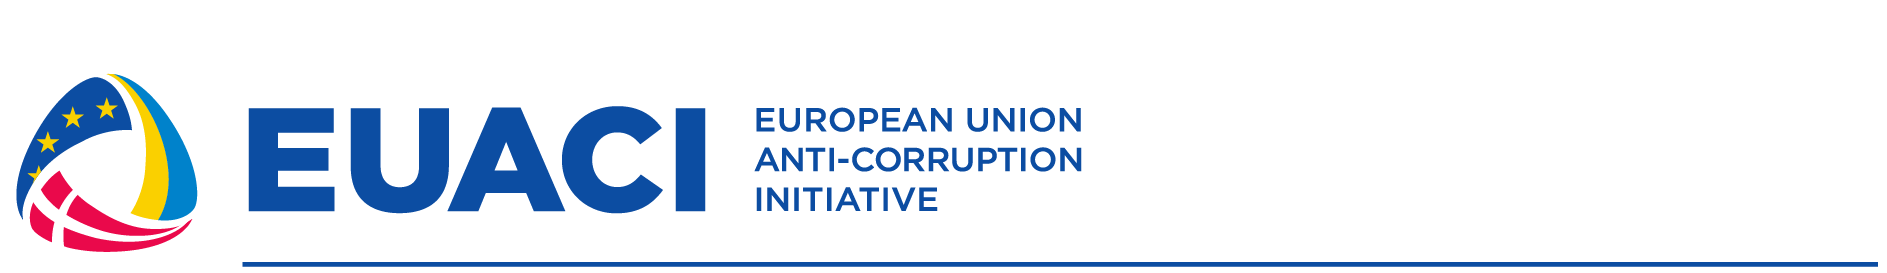 EUACI
EUROPEAN UNION
ANTI-CORRUPTION
INITIATIVE